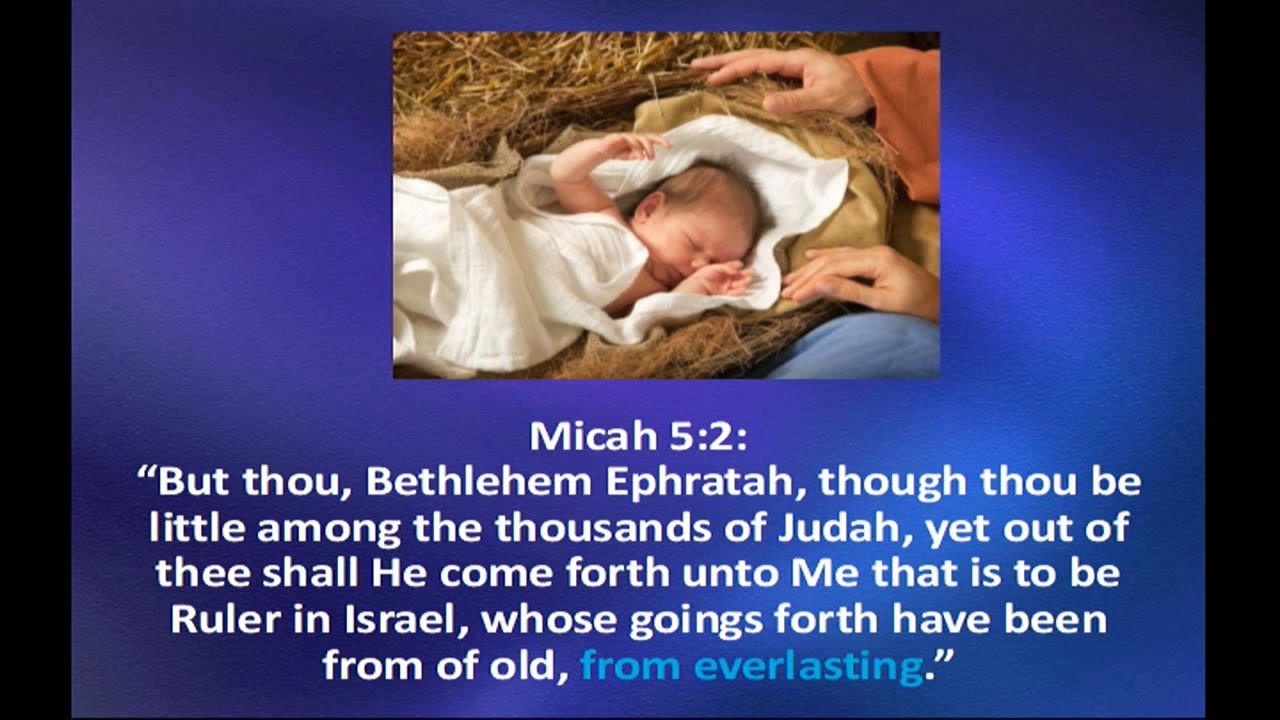 Micah 5:2:
“But thou, Bethlehem Ephratah, though thou be
little among the thousands of Judah, yet out of
thee shall He come forth unto Me that is to be
Ruler in Israel, whose goings forth have been
from of old, from everlasting.”